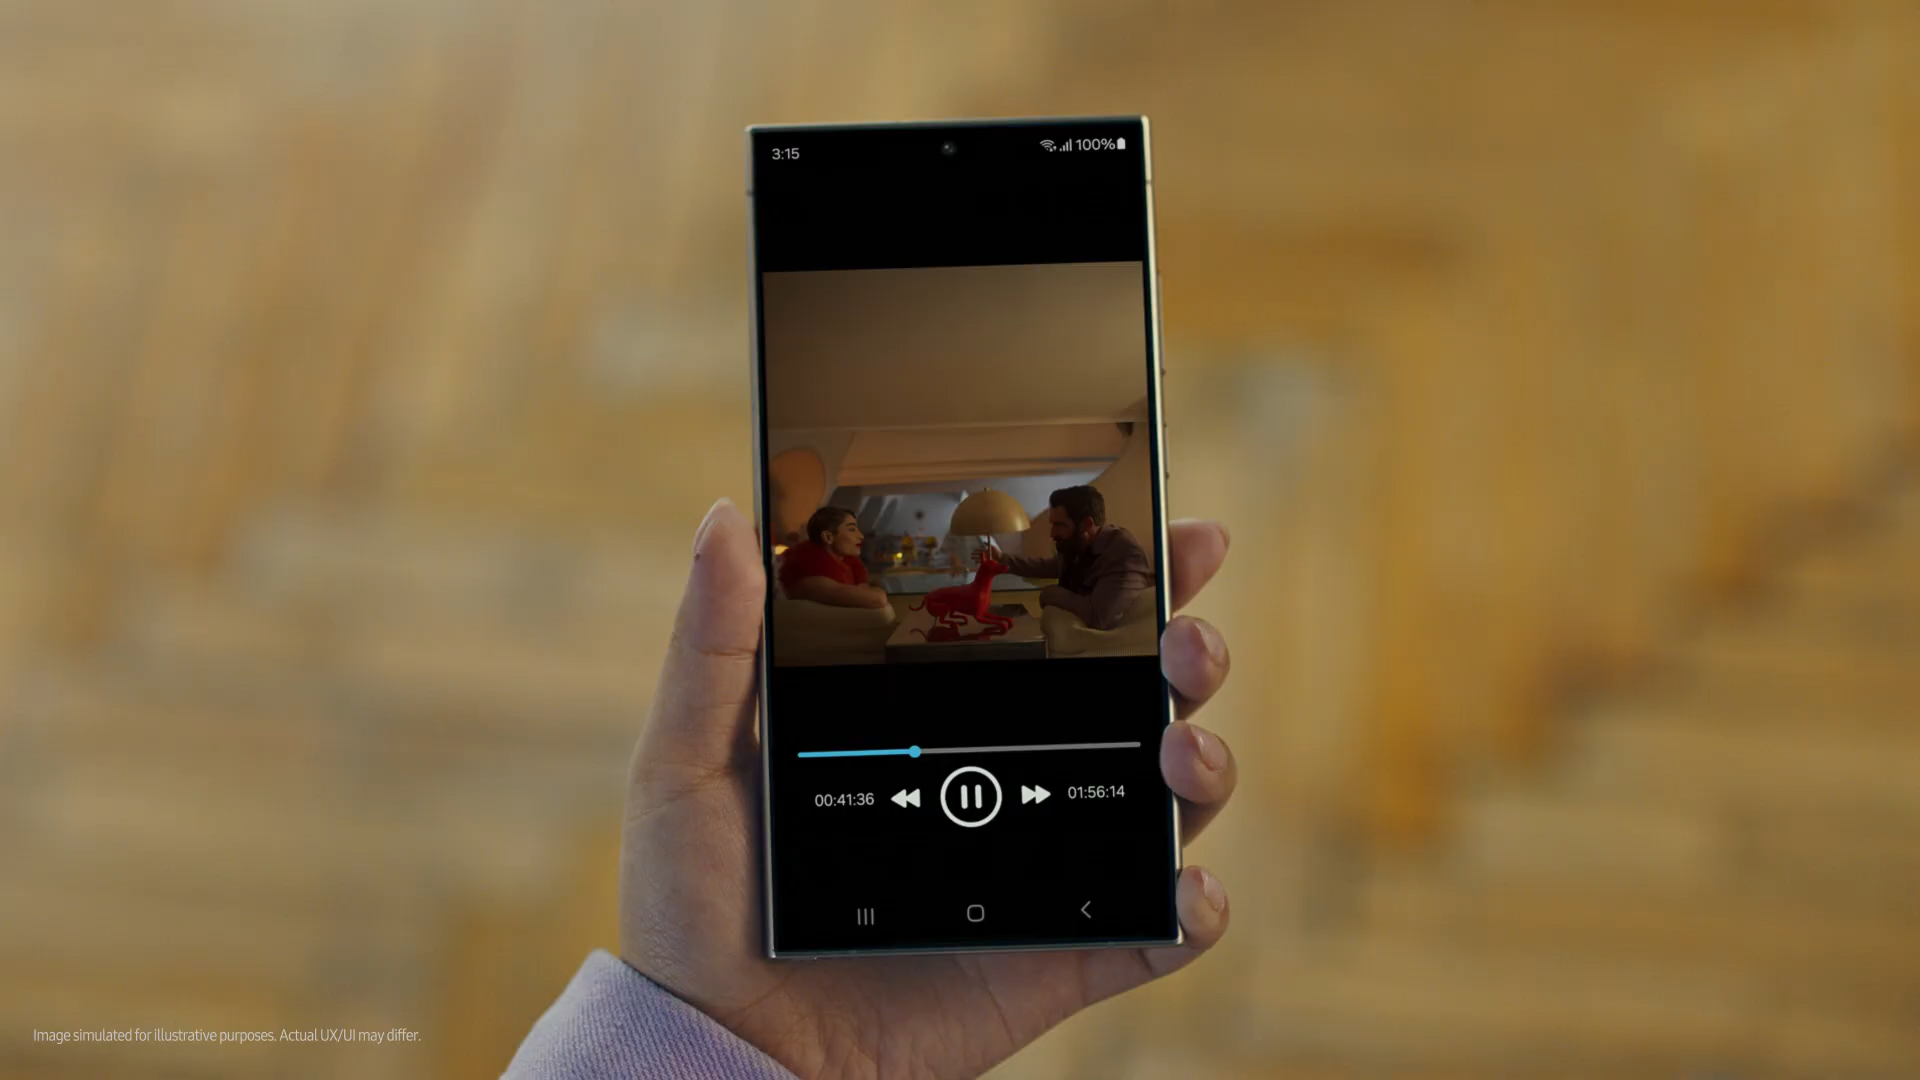 3:15
100%
00:41:36
01:56:14
Image simulated for illustrative purposes. Actual UX/UI may differ.